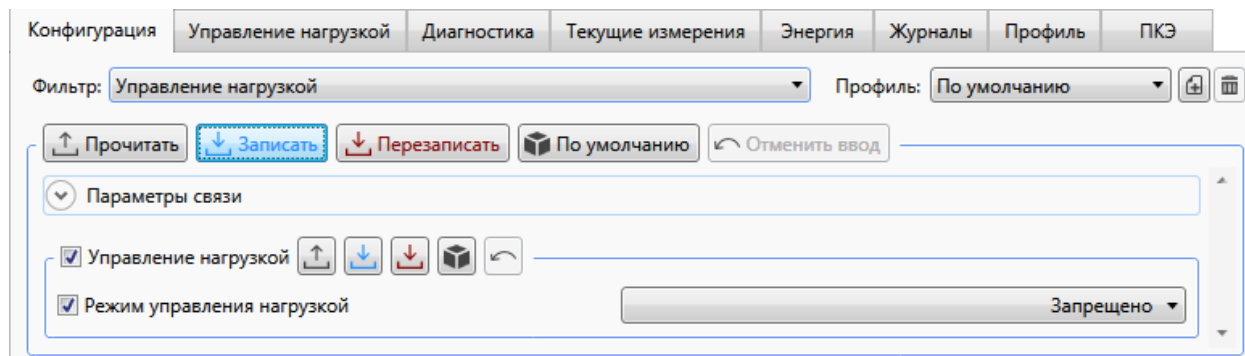 Конфигурация Управление нагрузкой Диагностика Текущие измерения Энергия Журналы Профиль ПКЭ
Фильтр: Управление нагрузкой Профиль: По умолчанию
Прочитать Записать Перезаписать По умолчанию Отменить ввод
Параметры связи
Управление нагрузкой
Режим управления нагрузкой Запрещено